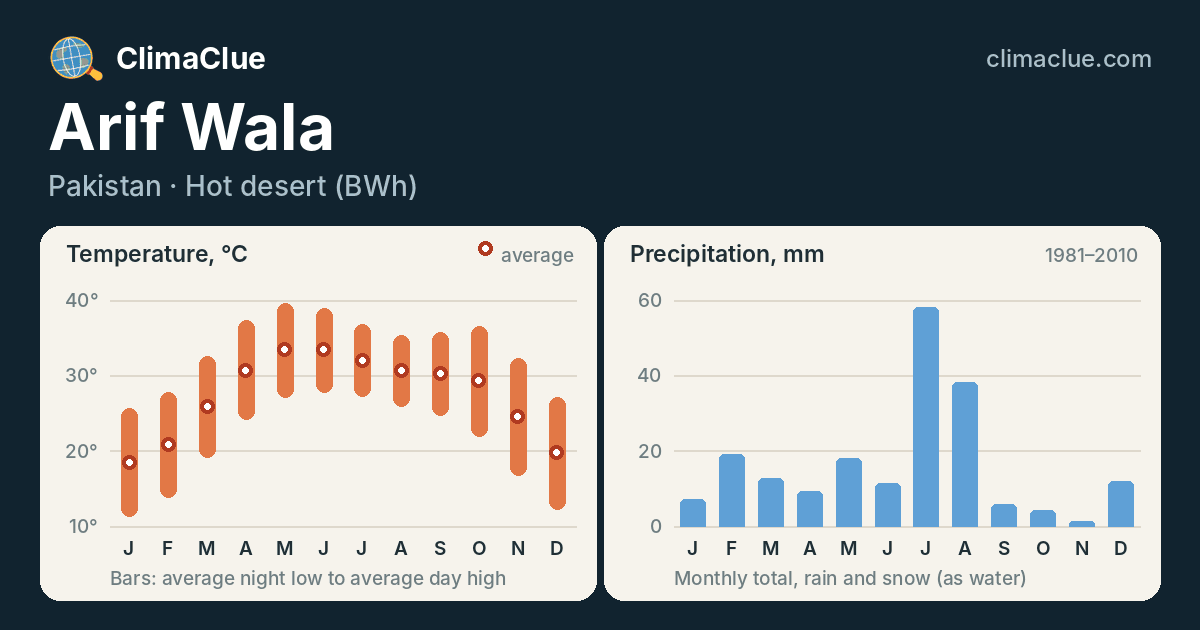 ClimaClue
climaclue.com
Arif Wala
Pakistan · Hot desert (BWh)
Temperature, °C
average
40°
30°
20°
10°
J F M A M J J A S O N D
Bars: average night low to average day high
Precipitation, mm
1981–2010
60
40
20
0
J F M A M J J A S O N D
Monthly total, rain and snow (as water)